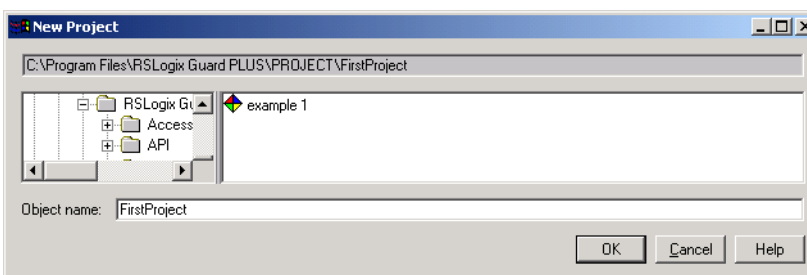 New Project
C:\Program Files\RSLogix Guard PLUS\PROJECT\FirstProject
RSLogix Gu
Access
API
example 1
Object name: FirstProject
OK Cancel Help